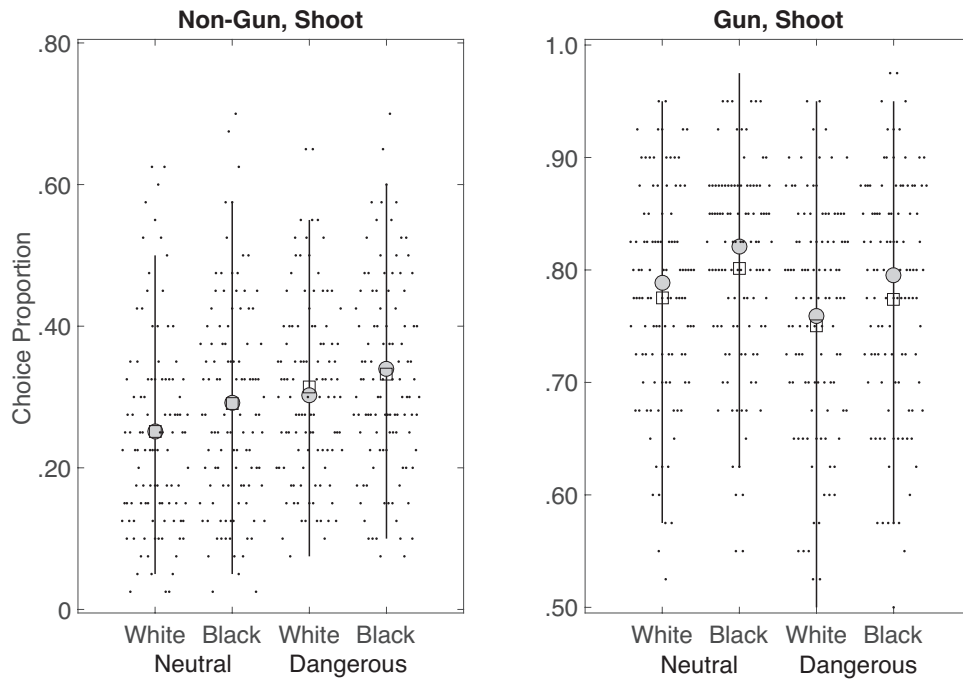 Non-Gun, Shoot
Gun, Shoot
Choice Proportion
.80
.60
.40
.20
0
1.0
.90
.80
.70
.60
.50
White Black White Black
Neutral Dangerous
White Black White Black
Neutral Dangerous